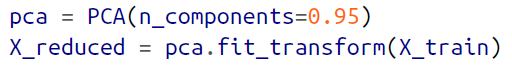 pca = PCA(n_components=0.95)
X_reduced = pca.fit_transform(X_train)